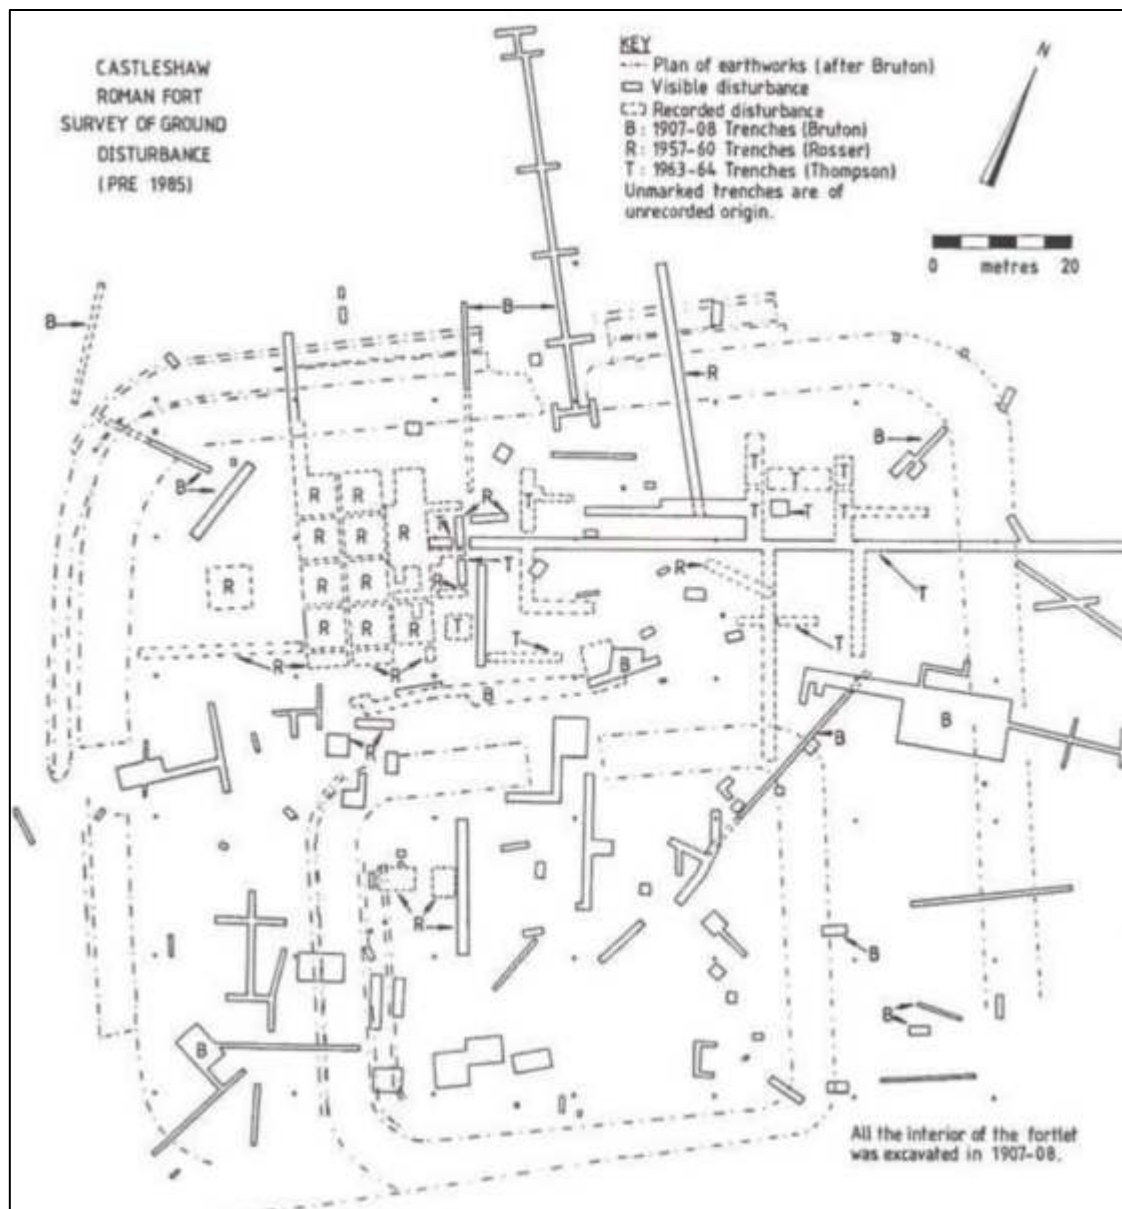 CASTLESHAW
ROMAN FORT
SURVEY OF GROUND
DISTURBANCE
(PRE 1985)
KEY
Plan of earthworks (after Bruton)
Visible disturbance
Recorded disturbance
B: 1907-08 Trenches (Bruton)
R: 1957-60 Trenches (Rosser)
T: 1963-64 Trenches (Thompson)
Unmarked trenches are of
unrecorded origin.
N
0 metres 20
B
B
R
B
B
T
T
T
R
R
R
T
T
T
T
R
R
R
T
R
T
R
R
R
R
R
T
R
R
R
T
T
T
R
R
B
B
B
R
B
R
B
B
B
All the interior of the fortlet
was excavated in 1907-08.